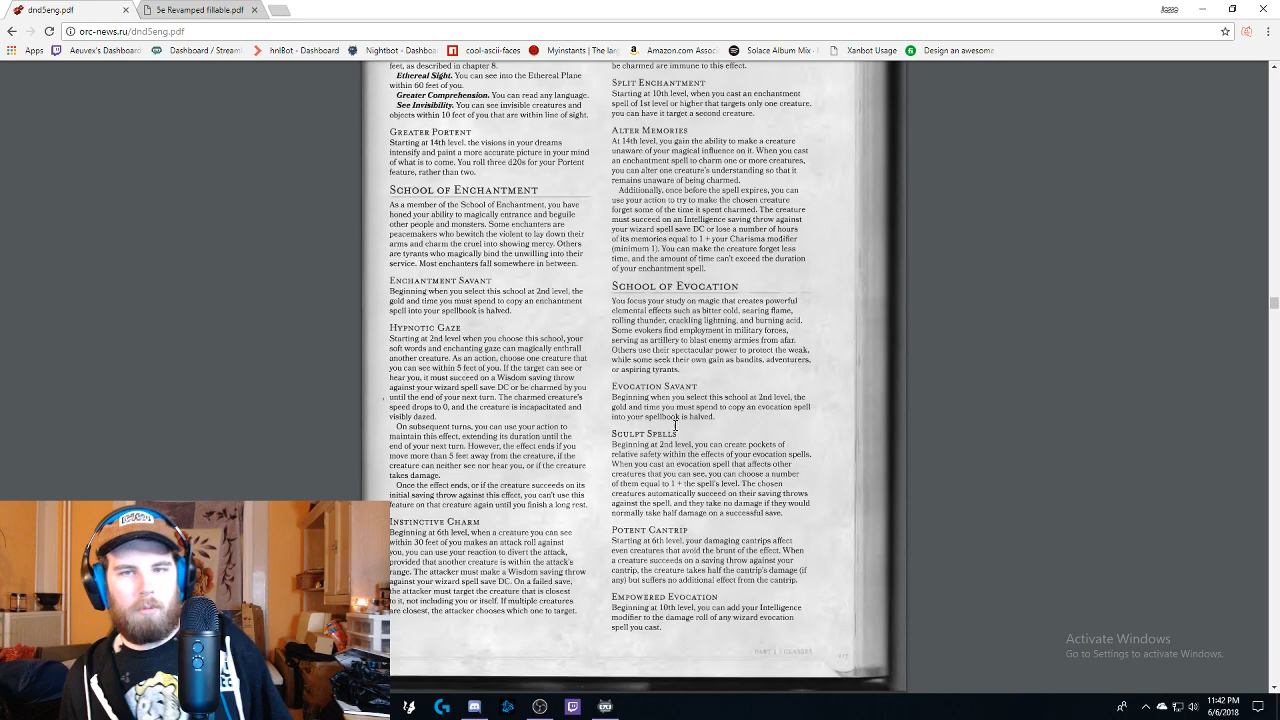 dnd5eng.pdf
5e Revamped fillable.pdf
orc-news.ru/dnd5eng.pdf
Apps
Aeuvex's Dashboard
Dashboard / Stream
hniBot - Dashboard
Nightbot - Dashboard
cool-ascii-faces
Myinstants | The larg
Amazon.com Associ
Solace Album Mix -
Xanbot Usage
Design an awesome
feet, as described in chapter 8.
Ethereal Sight. You can see into the Ethereal Plane
within 60 feet of you.
Greater Comprehension. You can read any language.
See Invisibility. You can see invisible creatures and
objects within 10 feet of you that are within line of sight.
Greater Portent
Starting at 14th level, the visions in your dreams
intensify and paint a more accurate picture in your mind
of what is to come. You roll three d20s for your Portent
feature, rather than two.
School of Enchantment
As a member of the School of Enchantment, you have
honed your ability to magically entrance and beguile
other people and monsters. Some enchanters are
peacemakers who bewitch the violent to lay down their
arms and charm the cruel into showing mercy. Others
are tyrants who magically bind the unwilling into their
service. Most enchanters fall somewhere in between.
Enchantment Savant
Beginning when you select this school at 2nd level, the
gold and time you must spend to copy an enchantment
spell into your spellbook is halved.
Hypnotic Gaze
Starting at 2nd level when you choose this school, your
soft words and enchanting gaze can magically enthrall
another creature. As an action, choose one creature that
you can see within 5 feet of you. If the target can see or
hear you, it must succeed on a Wisdom saving throw
against your wizard spell save DC or be charmed by you
until the end of your next turn. The charmed creature's
speed drops to 0, and the creature is incapacitated and
visibly dazed.
On subsequent turns, you can use your action to
maintain this effect, extending its duration until the
end of your next turn. However, the effect ends if you
move more than 5 feet away from the creature, if the
creature can neither see nor hear you, or if the creature
takes damage.
Once the effect ends, or if the creature succeeds on its
initial saving throw against this effect, you can't use this
feature on that creature again until you finish a long rest.
Instinctive Charm
Beginning at 6th level, when a creature you can see
within 30 feet of you makes an attack roll against
you, you can use your reaction to divert the attack,
provided that another creature is within the attack's
range. The attacker must make a Wisdom saving throw
against your wizard spell save DC. On a failed save,
the attacker must target the creature that is closest
to it, not including you or itself. If multiple creatures
are closest, the attacker chooses which one to target.
be charmed are immune to this effect.
Split Enchantment
Starting at 10th level, when you cast an enchantment
spell of 1st level or higher that targets only one creature,
you can have it target a second creature.
Alter Memories
At 14th level, you gain the ability to make a creature
unaware of your magical influence on it. When you cast
an enchantment spell to charm one or more creatures,
you can alter one creature's understanding so that it
remains unaware of being charmed.
Additionally, once before the spell expires, you can
use your action to try to make the chosen creature
forget some of the time it spent charmed. The creature
must succeed on an Intelligence saving throw against
your wizard spell save DC or lose a number of hours
of its memories equal to 1 + your Charisma modifier
(minimum 1). You can make the creature forget less
time, and the amount of time can't exceed the duration
of your enchantment spell.
School of Evocation
You focus your study on magic that creates powerful
elemental effects such as bitter cold, searing flame,
rolling thunder, crackling lightning, and burning acid.
Some evokers find employment in military forces,
serving as artillery to blast enemy armies from afar.
Others use their spectacular power to protect the weak,
while some seek their own gain as bandits, adventurers,
or aspiring tyrants.
Evocation Savant
Beginning when you select this school at 2nd level, the
gold and time you must spend to copy an evocation spell
into your spellbook is halved.
Sculpt Spells
Beginning at 2nd level, you can create pockets of
relative safety within the effects of your evocation spells.
When you cast an evocation spell that affects other
creatures that you can see, you can choose a number
of them equal to 1 + the spell's level. The chosen
creatures automatically succeed on their saving throws
against the spell, and they take no damage if they would
normally take half damage on a successful save.
Potent Cantrip
Starting at 6th level, your damaging cantrips affect
even creatures that avoid the brunt of the effect. When
a creature succeeds on a saving throw against your
cantrip, the creature takes half the cantrip's damage (if
any) but suffers no additional effect from the cantrip.
Empowered Evocation
Beginning at 10th level, you can add your Intelligence
modifier to the damage roll of any wizard evocation
spell you cast.
PART 1 | CLASSES
117
Activate Windows
Go to Settings to activate Windows.
11:42 PM
6/6/2018